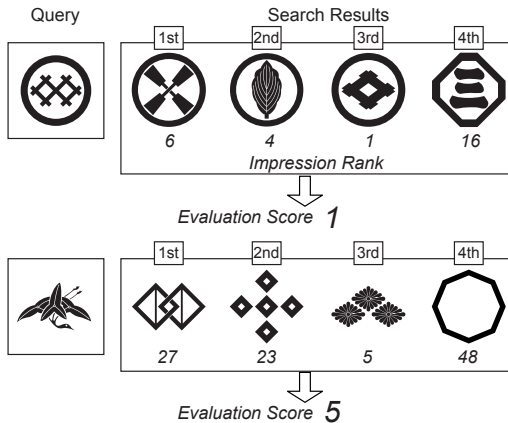 Query Search Results
1st 2nd 3rd 4th
三
6 4 1 16
Impression Rank
Evaluation Score 1
1st 2nd 3rd 4th
27 23 5 48
Evaluation Score 5